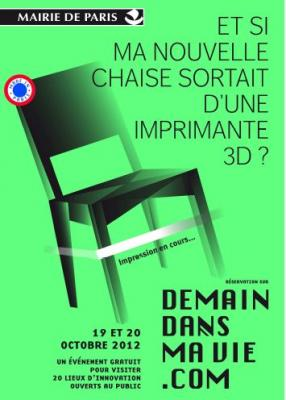 MAIRIE DE PARIS
ET SI
MA NOUVELLE
CHAISE SORTAIT
D'UNE
IMPRIMANTE
3D ?
Impression en cours...
RÉSERVATION SUR
DEMAIN
DANS
MA VIE
.COM
19 ET 20
OCTOBRE 2012
UN ÉVÉNEMENT GRATUIT
POUR VISITER
20 LIEUX D'INNOVATION
OUVERTS AU PUBLIC